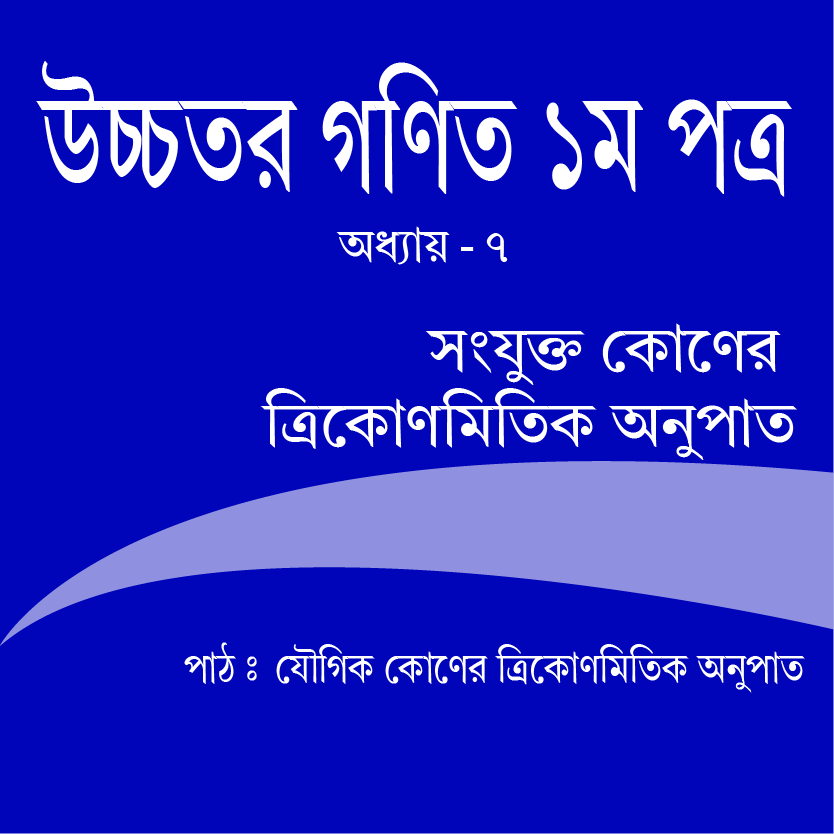 উচ্চতর গণিত ১ম পত্র
অধ্যায় - ৭
সংযুক্ত কোণের
ত্রিকোণমিতিক অনুপাত
পাঠ ঃ যৌগিক কোণের ত্রিকোণমিতিক অনুপাত